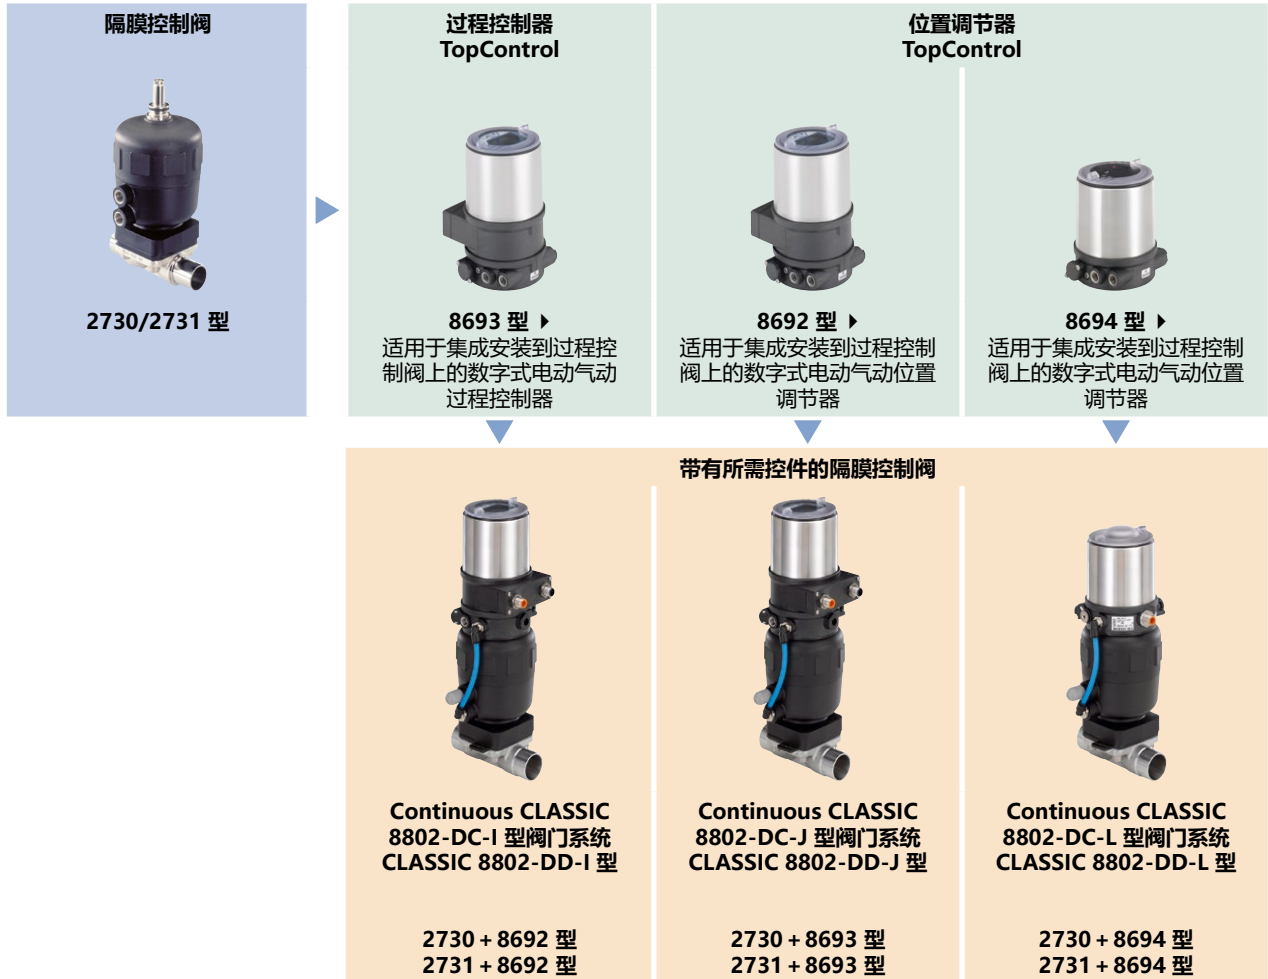 隔膜控制阀
过程控制器
TopControl
位置调节器
TopControl
2730/2731 型
8693 型
适用于集成安装到过程控
制阀上的数字式电动气动
过程控制器
8692 型
适用于集成安装到过程控制
阀上的数字式电动气动位置
调节器
8694 型
适用于集成安装到过程控制
阀上的数字式电动气动位置
调节器
带有所需控件的隔膜控制阀
Continuous CLASSIC
8802-DC-I 型阀门系统
CLASSIC 8802-DD-I 型
2730 + 8692 型
2731 + 8692 型
Continuous CLASSIC
8802-DC-J 型阀门系统
CLASSIC 8802-DD-J 型
2730 + 8693 型
2731 + 8693 型
Continuous CLASSIC
8802-DC-L 型阀门系统
CLASSIC 8802-DD-L 型
2730 + 8694 型
2731 + 8694 型